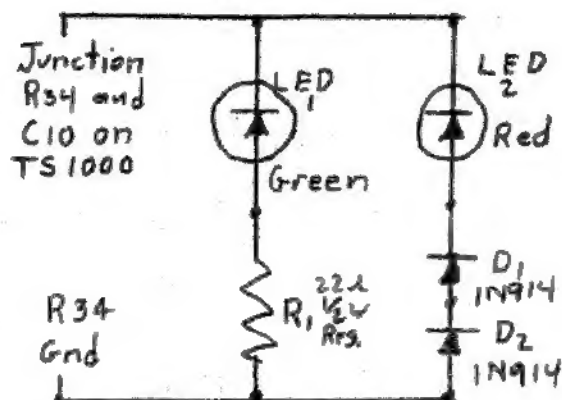 Junction
R34 and
C10 on
TS1000
LED
1
Green
LED
2
Red
R34
Gnd
R1
22Ω
1/2w
Res.
D1
1N914
D2
1N914